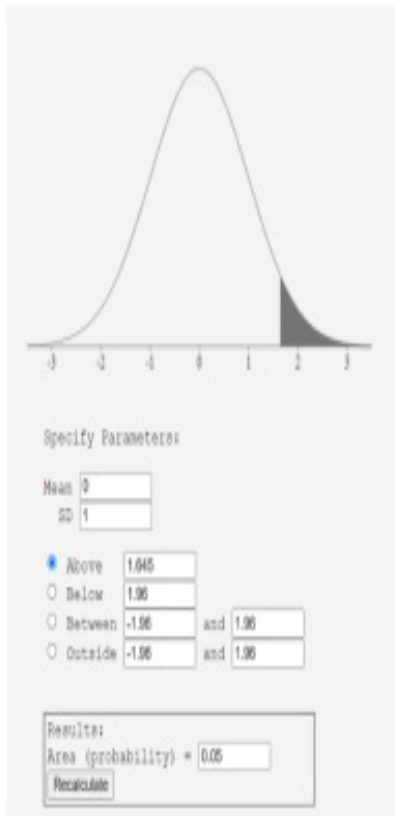 -3 -2 -1 0 1 2 3
Specify Parameters:
Mean 0
SD 1
Above 1.645
Below 1.96
Between -1.96 and 1.96
Outside -1.96 and 1.96
Results:
Area (probability) = 0.05
Recalculate